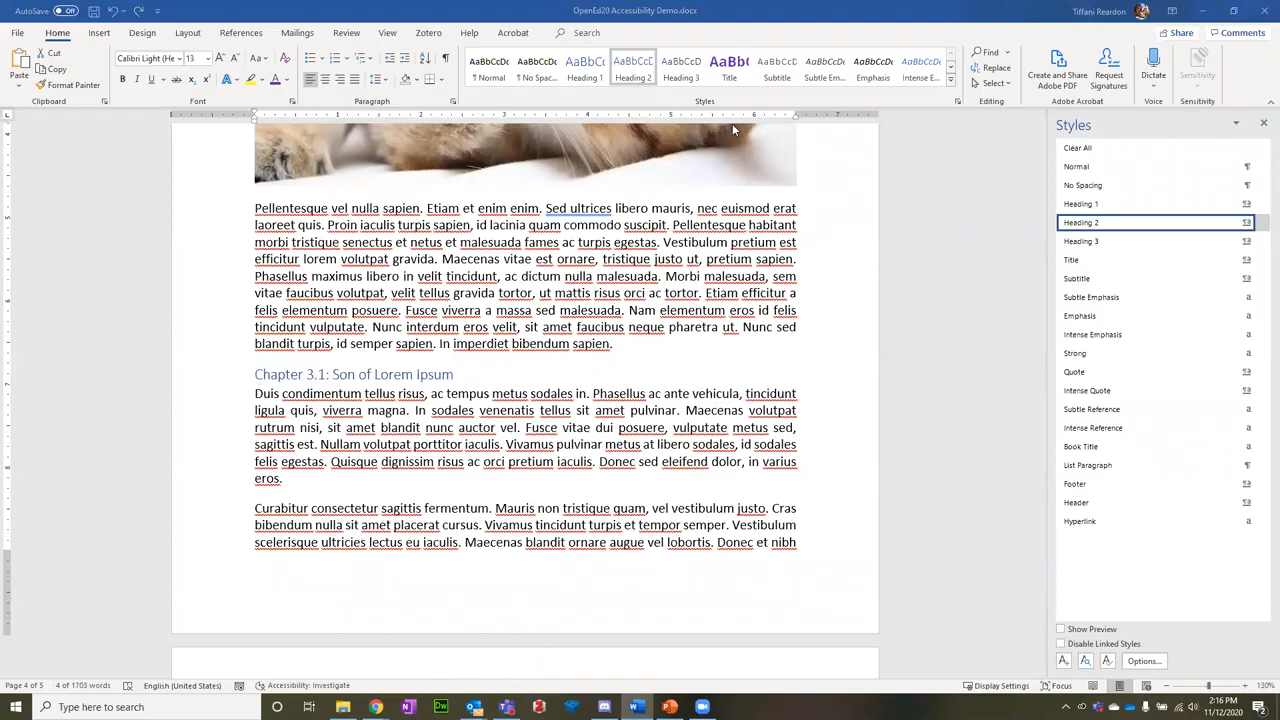 AutoSave Off
OpenEd20 Accessibility Demo.docx
Tiffani Reardon
File Home Insert Design Layout References Mailings Review View Zotero Help Acrobat Search
Share Comments
Paste
Cut
Copy
Format Painter
Calibri Light (He 13
AaBbCcDc AaBbCcDc AaBbCc AaBbCcC AaBbCcD AaBb( AaBbCcC AaBbCcDc AaBbCcDc AaBbCcDc
¶ Normal ¶ No Spac... Heading 1 Heading 2 Heading 3 Title Subtitle Subtle Em... Emphasis Intense E...
Find
Replace
Select
Create and Share Adobe PDF
Request Signatures
Dictate
Sensitivity
Clipboard Font Paragraph Styles Editing Adobe Acrobat Voice Sensitivity
1 1 2 3 4 5 6 7
Pellentesque vel nulla sapien. Etiam et enim enim. Sed ultrices libero mauris, nec euismod erat
laoreet quis. Proin iaculis turpis sapien, id lacinia quam commodo suscipit. Pellentesque habitant
morbi tristique senectus et netus et malesuada fames ac turpis egestas. Vestibulum pretium est
efficitur lorem volutpat gravida. Maecenas vitae est ornare, tristique justo ut, pretium sapien.
Phasellus maximus libero in velit tincidunt, ac dictum nulla malesuada. Morbi malesuada, sem
vitae faucibus volutpat, velit tellus gravida tortor, ut mattis risus orci ac tortor. Etiam efficitur a
felis elementum posuere. Fusce viverra a massa sed malesuada. Nam elementum eros id felis
tincidunt vulputate. Nunc interdum eros velit, sit amet faucibus neque pharetra ut. Nunc sed
blandit turpis, id semper sapien. In imperdiet bibendum sapien.
Chapter 3.1: Son of Lorem Ipsum
Duis condimentum tellus risus, ac tempus metus sodales in. Phasellus ac ante vehicula, tincidunt
ligula quis, viverra magna. In sodales venenatis tellus sit amet pulvinar. Maecenas volutpat
rutrum nisi, sit amet blandit nunc auctor vel. Fusce vitae dui posuere, vulputate metus sed,
sagittis est. Nullam volutpat porttitor iaculis. Vivamus pulvinar metus at libero sodales, id sodales
felis egestas. Quisque dignissim risus ac orci pretium iaculis. Donec sed eleifend dolor, in varius
eros.
Curabitur consectetur sagittis fermentum. Mauris non tristique quam, vel vestibulum justo. Cras
bibendum nulla sit amet placerat cursus. Vivamus tincidunt turpis et tempor semper. Vestibulum
scelerisque ultricies lectus eu iaculis. Maecenas blandit ornare augue vel lobortis. Donec et nibh
Styles
Clear All
Normal ¶
No Spacing ¶
Heading 1 ¶a
Heading 2 ¶a
Heading 3 ¶a
Title ¶a
Subtitle ¶a
Subtle Emphasis a
Emphasis a
Intense Emphasis a
Strong a
Quote ¶a
Intense Quote ¶a
Subtle Reference a
Intense Reference a
Book Title a
List Paragraph ¶
Footer ¶a
Header ¶a
Hyperlink a
Show Preview
Disable Linked Styles
Options...
Page 4 of 5 4 of 1703 words English (United States) Accessibility: Investigate Display Settings Focus 130%
Type here to search
2:16 PM
11/12/2020